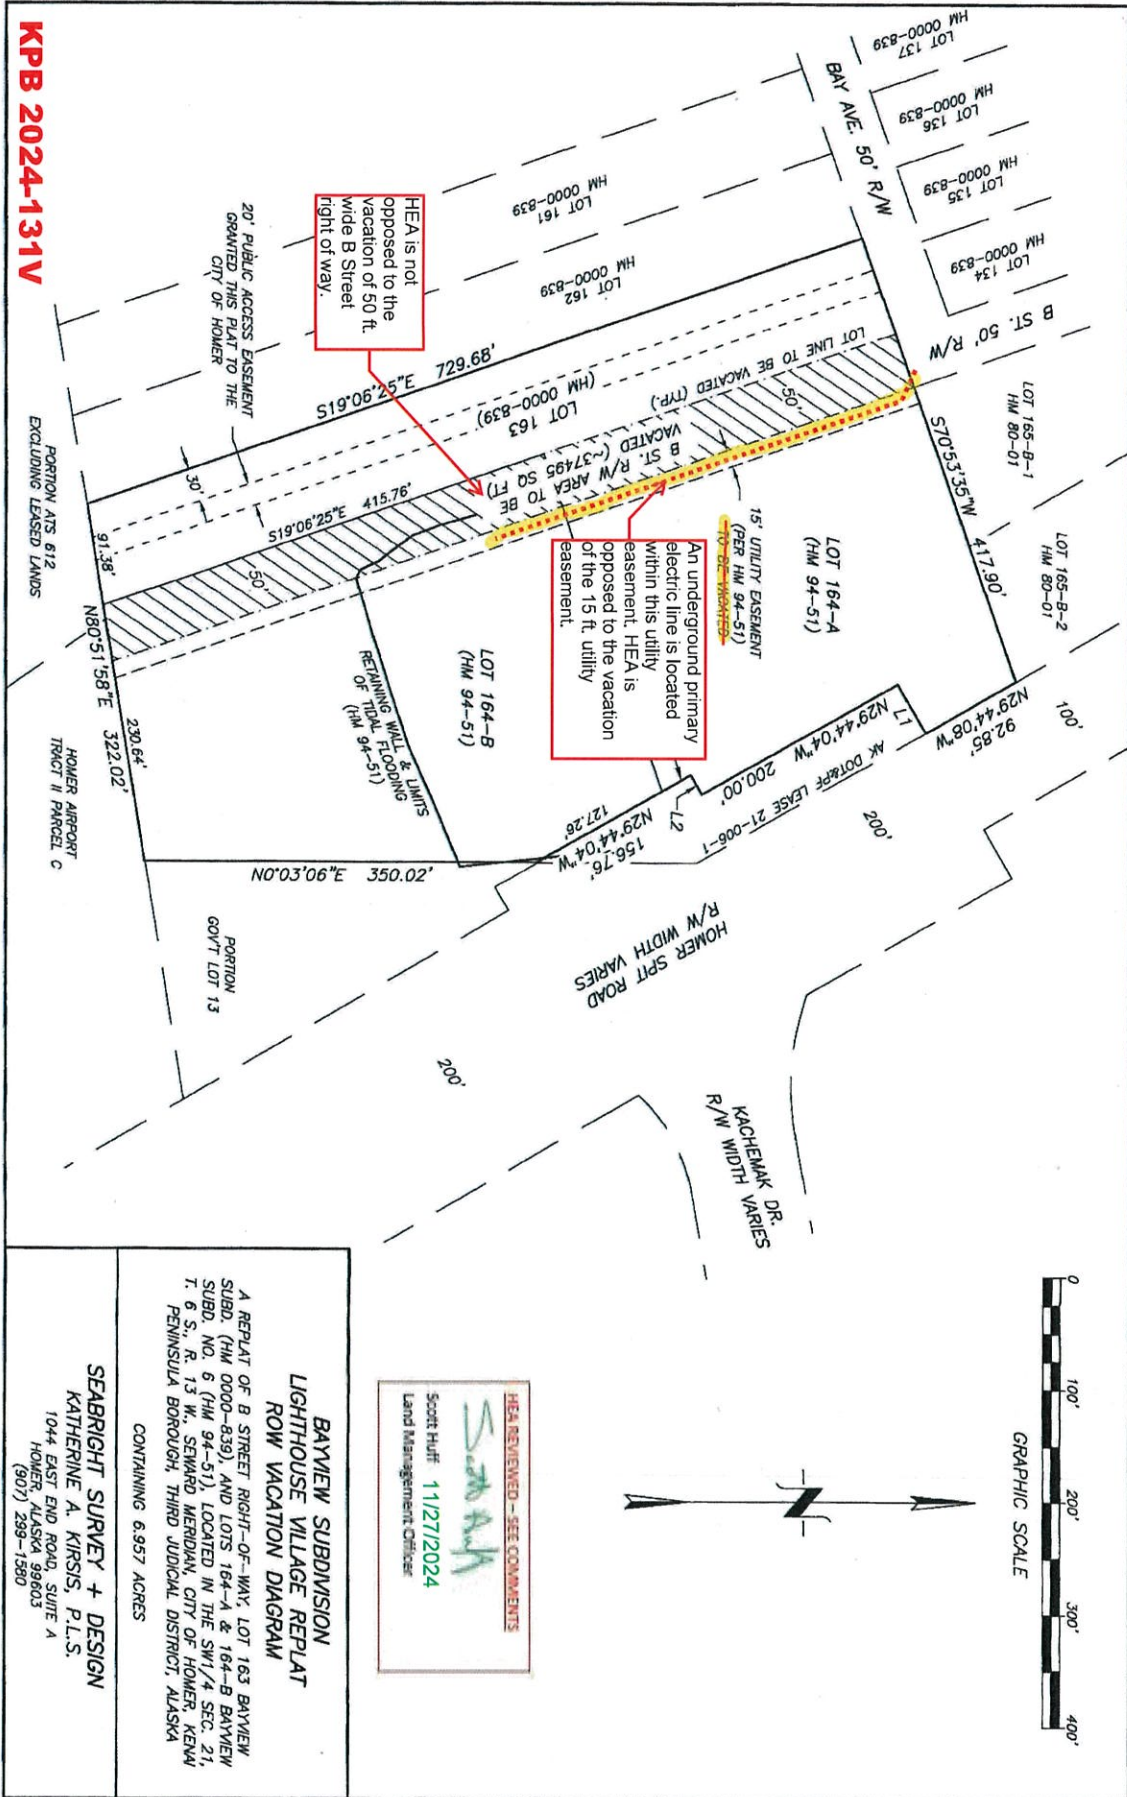 KPB 2024-131V
LOT 137
HM 0000-839
LOT 136
HM 0000-839
LOT 135
HM 0000-839
LOT 134
HM 0000-839
BAY AVE. 50' R/W
B ST. 50' R/W
LOT 165-B-1
HM 80-01
LOT 165-B-2
HM 80-01
LOT 161
HM 0000-839
LOT 162
HM 0000-839
HEA is not
opposed to the
vacation of 50 ft.
wide B Street
right of way.
20' PUBLIC ACCESS EASEMENT
GRANTED THIS PLAT TO THE
CITY OF HOMER
S19°06'25"E 729.68'
LOT 163
(HM 0000-839)
LOT LINE TO BE VACATED (TYP.)
B ST. R/W AREA TO BE
VACATED (~37495 SQ FT)
50'
S19°06'25"E 415.76'
50'
30'
91.38'
S70°53'35"W 417.90'
15' UTILITY EASEMENT
(PER HM 94-51)
TO BE VACATED
LOT 164-A
(HM 94-51)
An underground primary
electric line is located
within this utility
easement. HEA is
opposed to the vacation
of the 15 ft. utility
easement.
LOT 164-B
(HM 94-51)
RETAINING WALL & LIMITS
OF TIDAL FLOODING
(HM 94-51)
N29°44'08"W
92.85'
100'
L1
N29°44'04"W 200.00'
AK DOT&PF LEASE 21-006-1
L2
200'
127.26'
N29°44'04"W
156.76'
N0°03'06"E 350.02'
230.64'
N80°51'58"E 322.02'
PORTION ATS 612
EXCLUDING LEASED LANDS
HOMER AIRPORT
TRACT II PARCEL C
PORTION
GOV'T LOT 13
HOMER SPIT ROAD
R/W WIDTH VARIES
200'
KACHEMAK DR.
R/W WIDTH VARIES
GRAPHIC SCALE
0 100' 200' 300' 400'
N
HEA REVIEWED - SEE COMMENTS
Scott Huff
Scott Huff 11/27/2024
Land Management Officer
BAYVIEW SUBDIVISION
LIGHTHOUSE VILLAGE REPLAT
ROW VACATION DIAGRAM
A REPLAT OF B STREET RIGHT-OF-WAY, LOT 163 BAYVIEW
SUBD. (HM 0000-839), AND LOTS 164-A & 164-B BAYVIEW
SUBD. NO. 6 (HM 94-51), LOCATED IN THE SW1/4 SEC. 21,
T. 6 S., R. 13 W., SEWARD MERIDIAN, CITY OF HOMER, KENAI
PENINSULA BOROUGH, THIRD JUDICIAL DISTRICT, ALASKA
CONTAINING 6.957 ACRES
SEABRIGHT SURVEY + DESIGN
KATHERINE A. KIRSIS, P.L.S.
1044 EAST END ROAD, SUITE A
HOMER, ALASKA 99603
(907) 299-1580